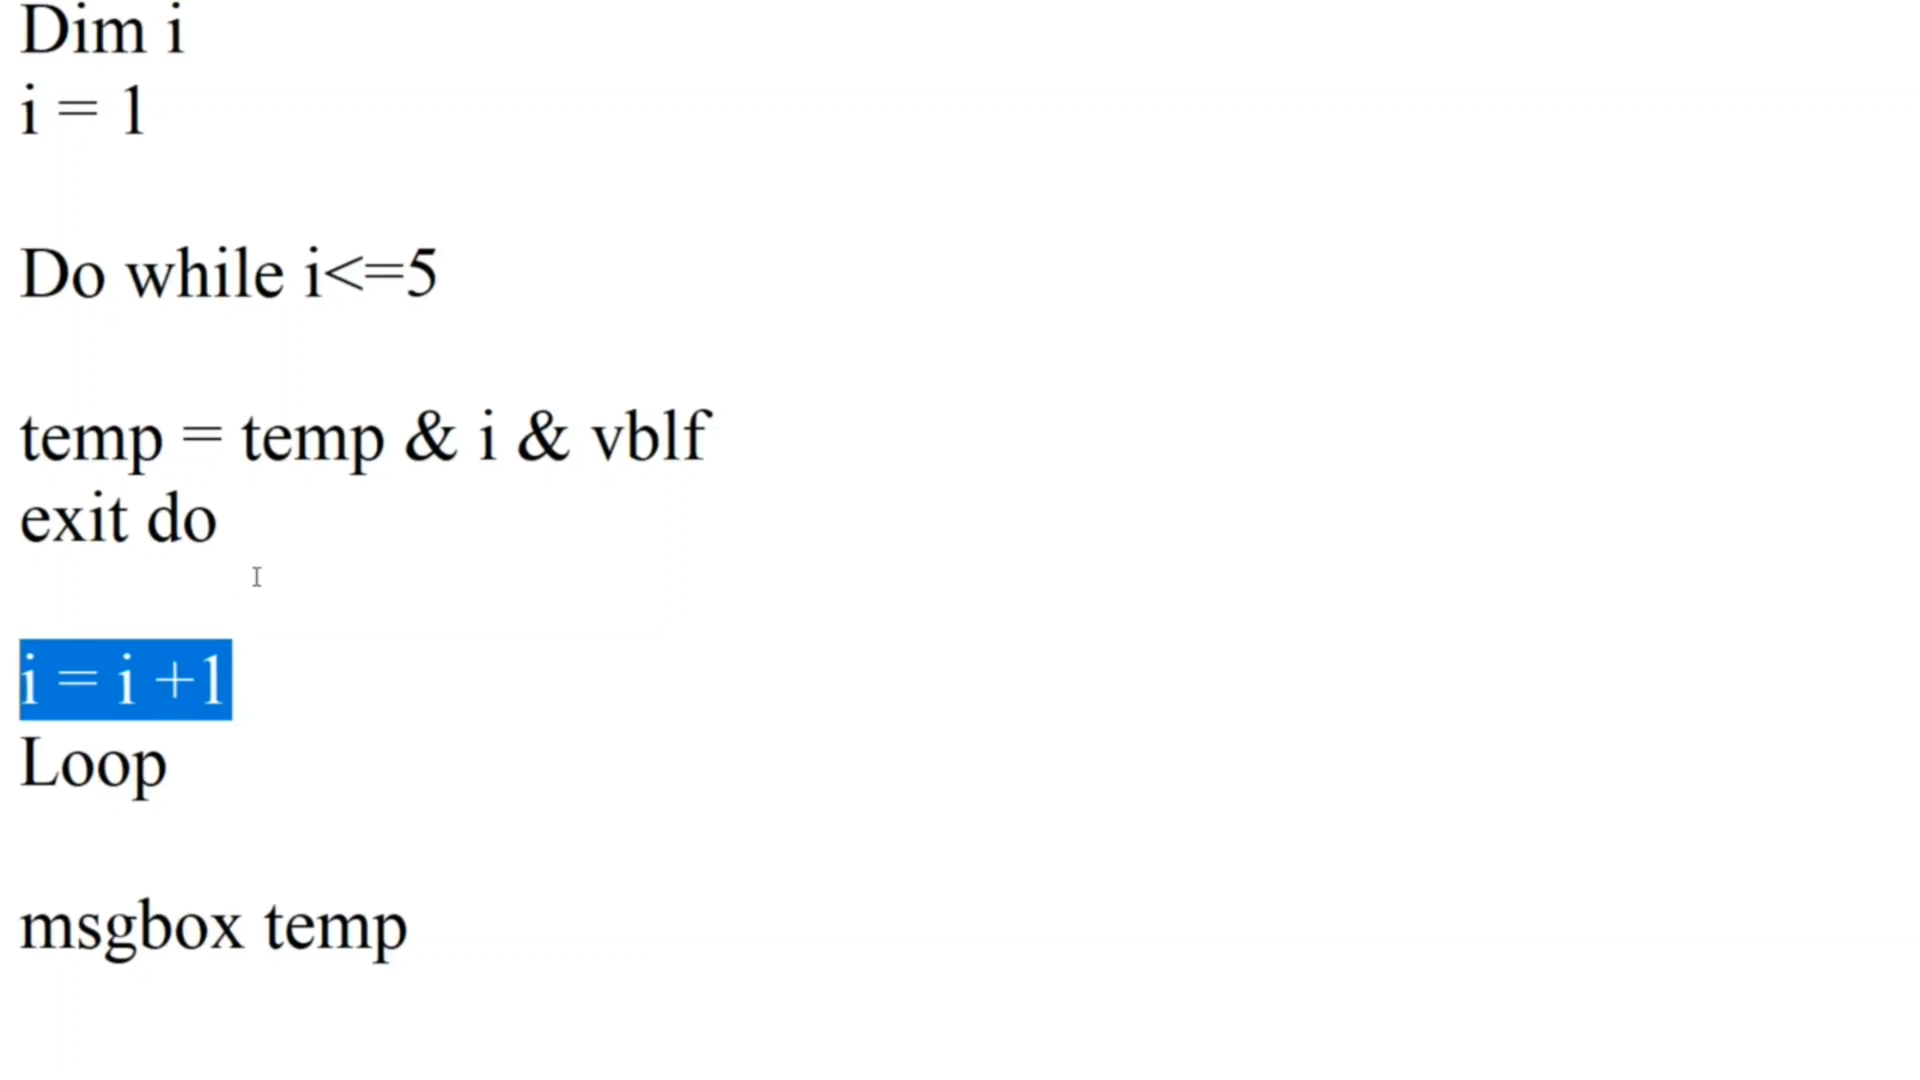 Dim i
i = 1
Do while i<=5
temp = temp & i & vblf
exit do
i = i +1
Loop
msgbox temp